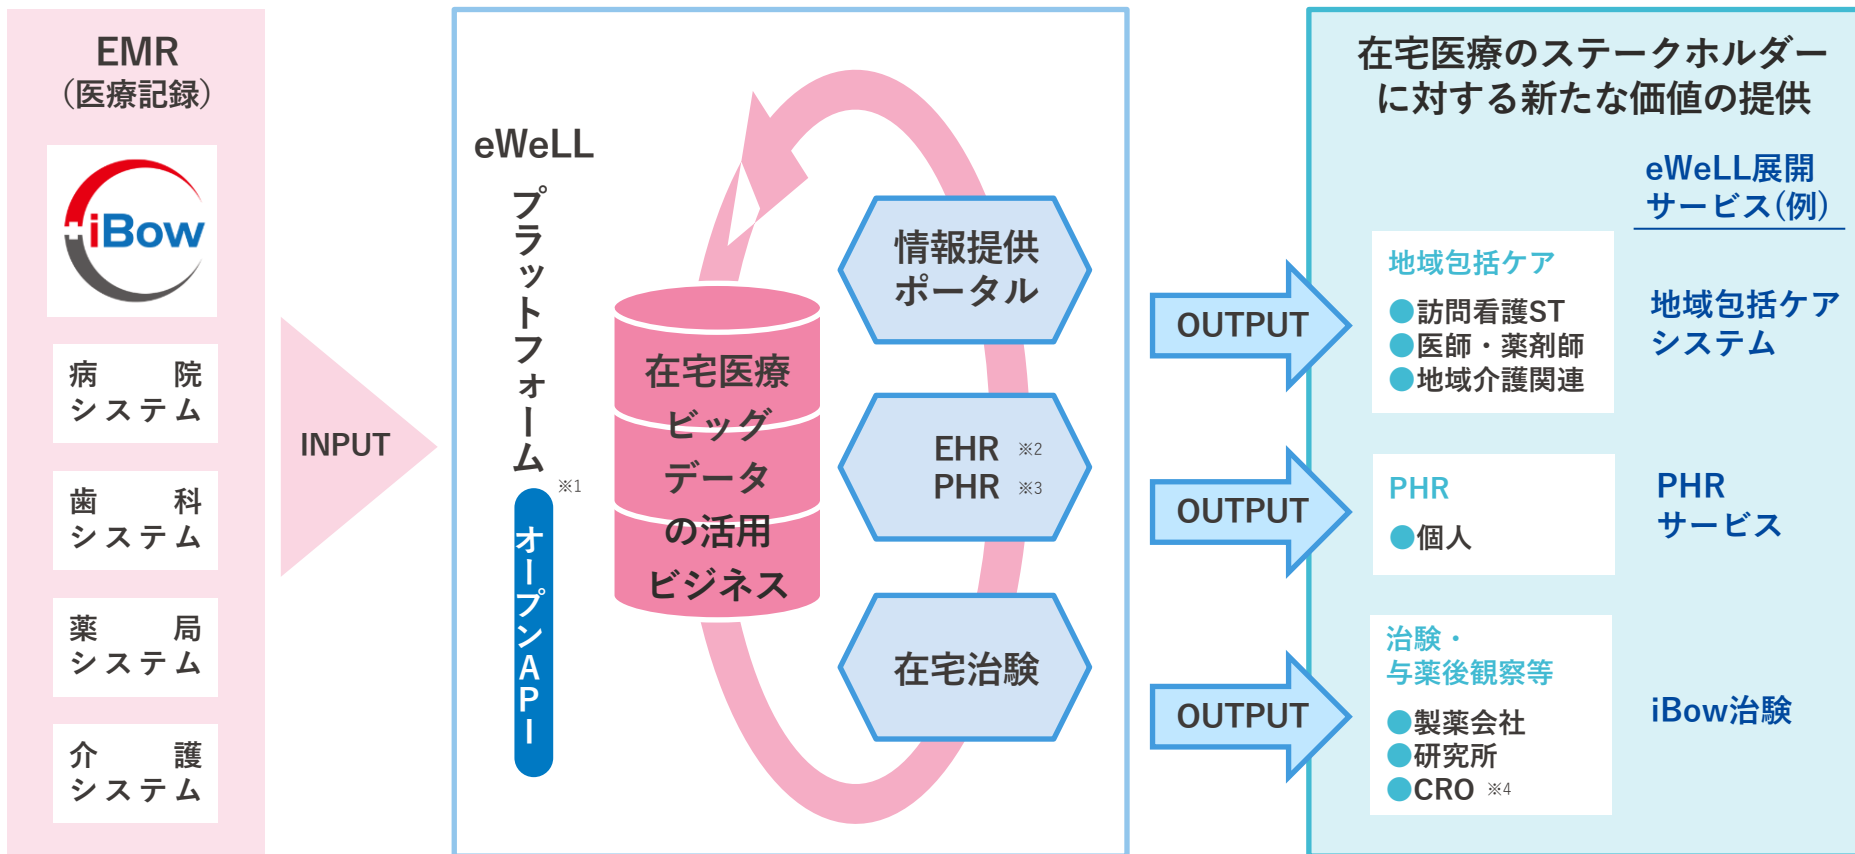 EMR
（医療記録）
iBow
病院
システム
歯科
システム
薬局
システム
介護
システム
INPUT
eWeLL
プラットフォーム
※1
オープンAPI
在宅医療
ビッグ
データ
の活用
ビジネス
情報提供
ポータル
EHR ※2
PHR ※3
在宅治験
OUTPUT
OUTPUT
OUTPUT
在宅医療のステークホルダー
に対する新たな価値の提供
eWeLL展開
サービス(例)
地域包括ケア
●訪問看護ST
●医師・薬剤師
●地域介護関連
地域包括ケア
システム
PHR
●個人
PHR
サービス
治験・
与薬後観察等
●製薬会社
●研究所
●CRO ※4
iBow治験